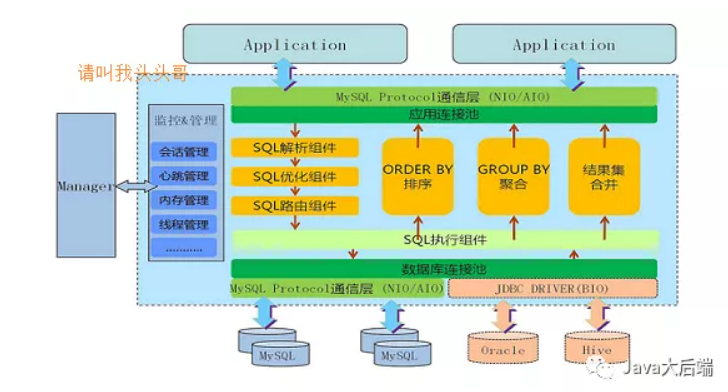 Application
Application
请叫我头头哥
MySQL Protocol通信层 (NIO/AIO)
应用连接池
监控&管理
会话管理
心跳管理
内存管理
线程管理
...........
Manager
SQL解析组件
SQL优化组件
SQL路由组件
ORDER BY
排序
GROUP BY
聚合
结果集
合并
SQL执行组件
数据库连接池
MySQL Protocol通信层 (NIO/AIO)
JDBC DRIVER(BIO)
MySQL
MySQL
Oracle
Hive
Java大后端